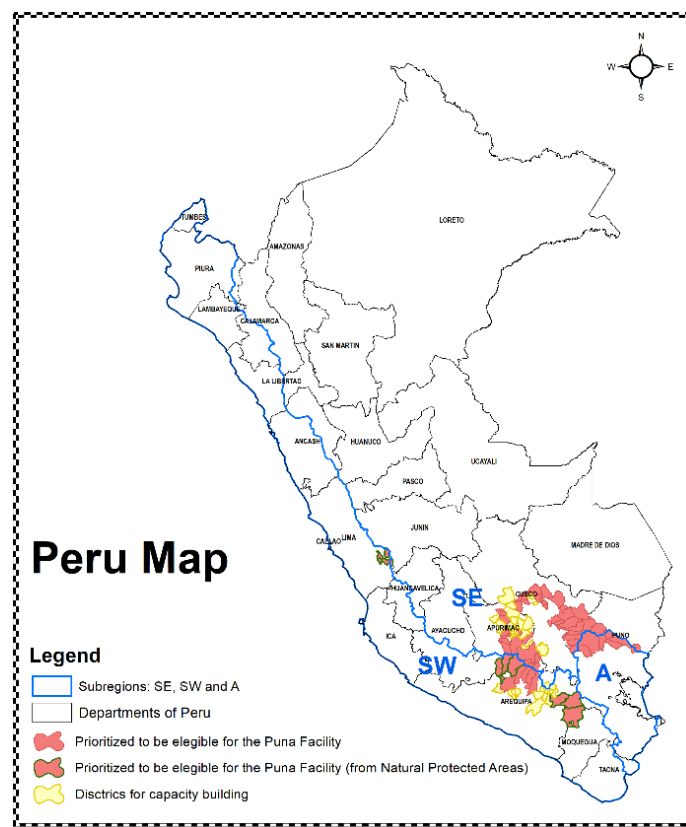 N
W E
S
LORETO
TUMBES
AMAZONAS
PIURA
LAMBAYEQUE
CAJAMARCA
SAN MARTIN
LA LIBERTAD
ANCASH
HUANUCO
UCAYALI
PASCO
JUNIN
CALLAO
LIMA
MADRE DE DIOS
Peru Map
HUANCAVELICA
SE
CUSCO
ICA
AYACUCHO
APURIMAC
PUNO
SW
A
AREQUIPA
MOQUEGUA
TACNA
Legend
Subregions: SE, SW and A
Departments of Peru
Prioritized to be elegible for the Puna Facility
Prioritized to be elegible for the Puna Facility (from Natural Protected Areas)
Disctrics for capacity building